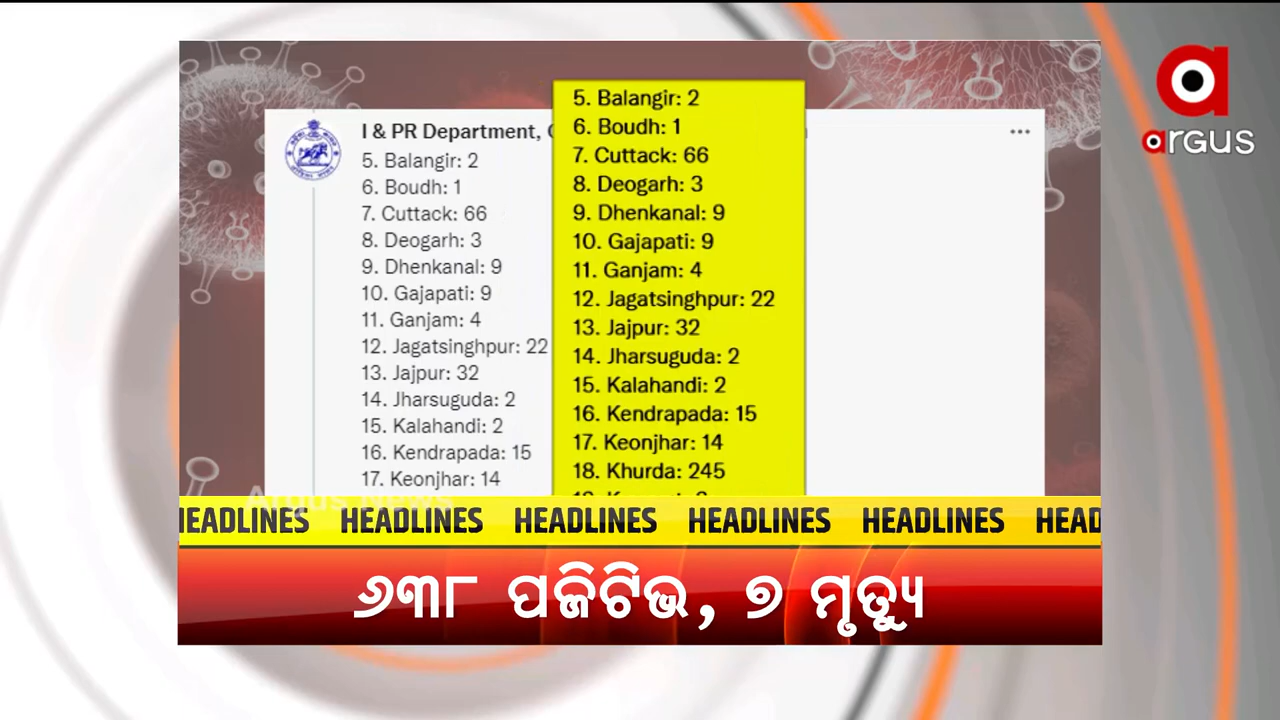 argus
I & PR Department,
5. Balangir: 2
6. Boudh: 1
7. Cuttack: 66
8. Deogarh: 3
9. Dhenkanal: 9
10. Gajapati: 9
11. Ganjam: 4
12. Jagatsinghpur: 22
13. Jajpur: 32
14. Jharsuguda: 2
15. Kalahandi: 2
16. Kendrapada: 15
17. Keonjhar: 14
5. Balangir: 2
6. Boudh: 1
7. Cuttack: 66
8. Deogarh: 3
9. Dhenkanal: 9
10. Gajapati: 9
11. Ganjam: 4
12. Jagatsinghpur: 22
13. Jajpur: 32
14. Jharsuguda: 2
15. Kalahandi: 2
16. Kendrapada: 15
17. Keonjhar: 14
18. Khurda: 245
Argus News
HEADLINES HEADLINES HEADLINES HEADLINES HEADLINES HEAD
୬୩୮ ପଜିଟିଭ, ୭ ମୃତ୍ୟୁ